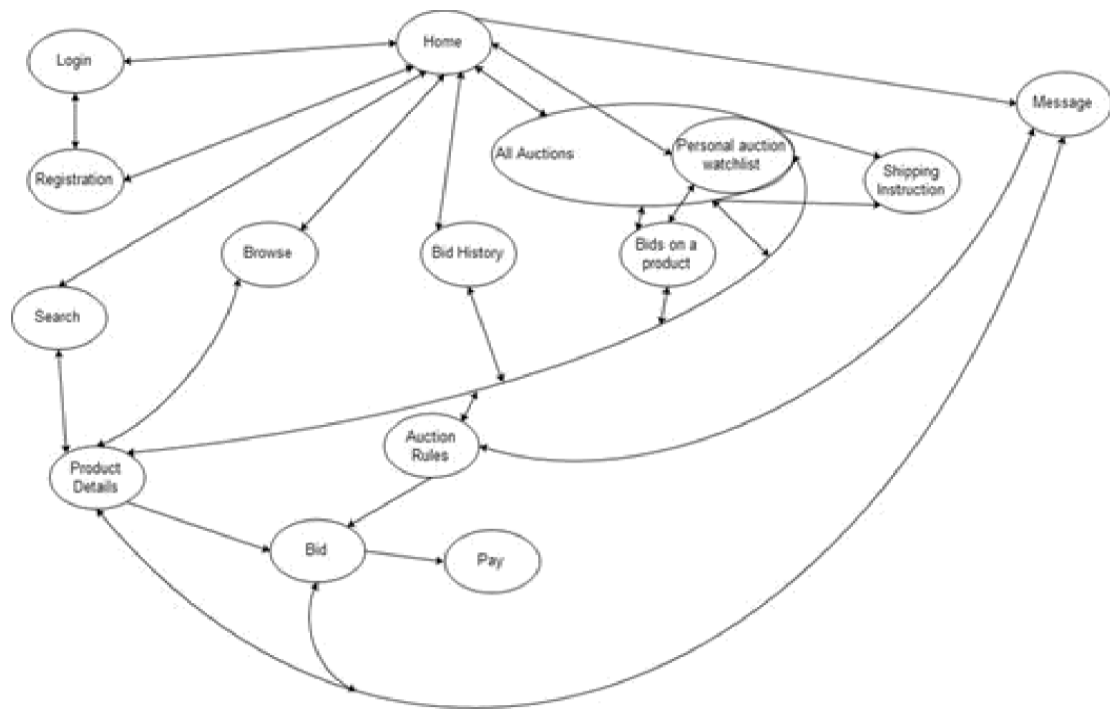 Home
Login
Message
All Auctions
Personal auction
watchlist
Registration
Shipping
Instruction
Browse
Bid History
Bids on a
product
Search
Auction
Rules
Product
Details
Bid
Pay